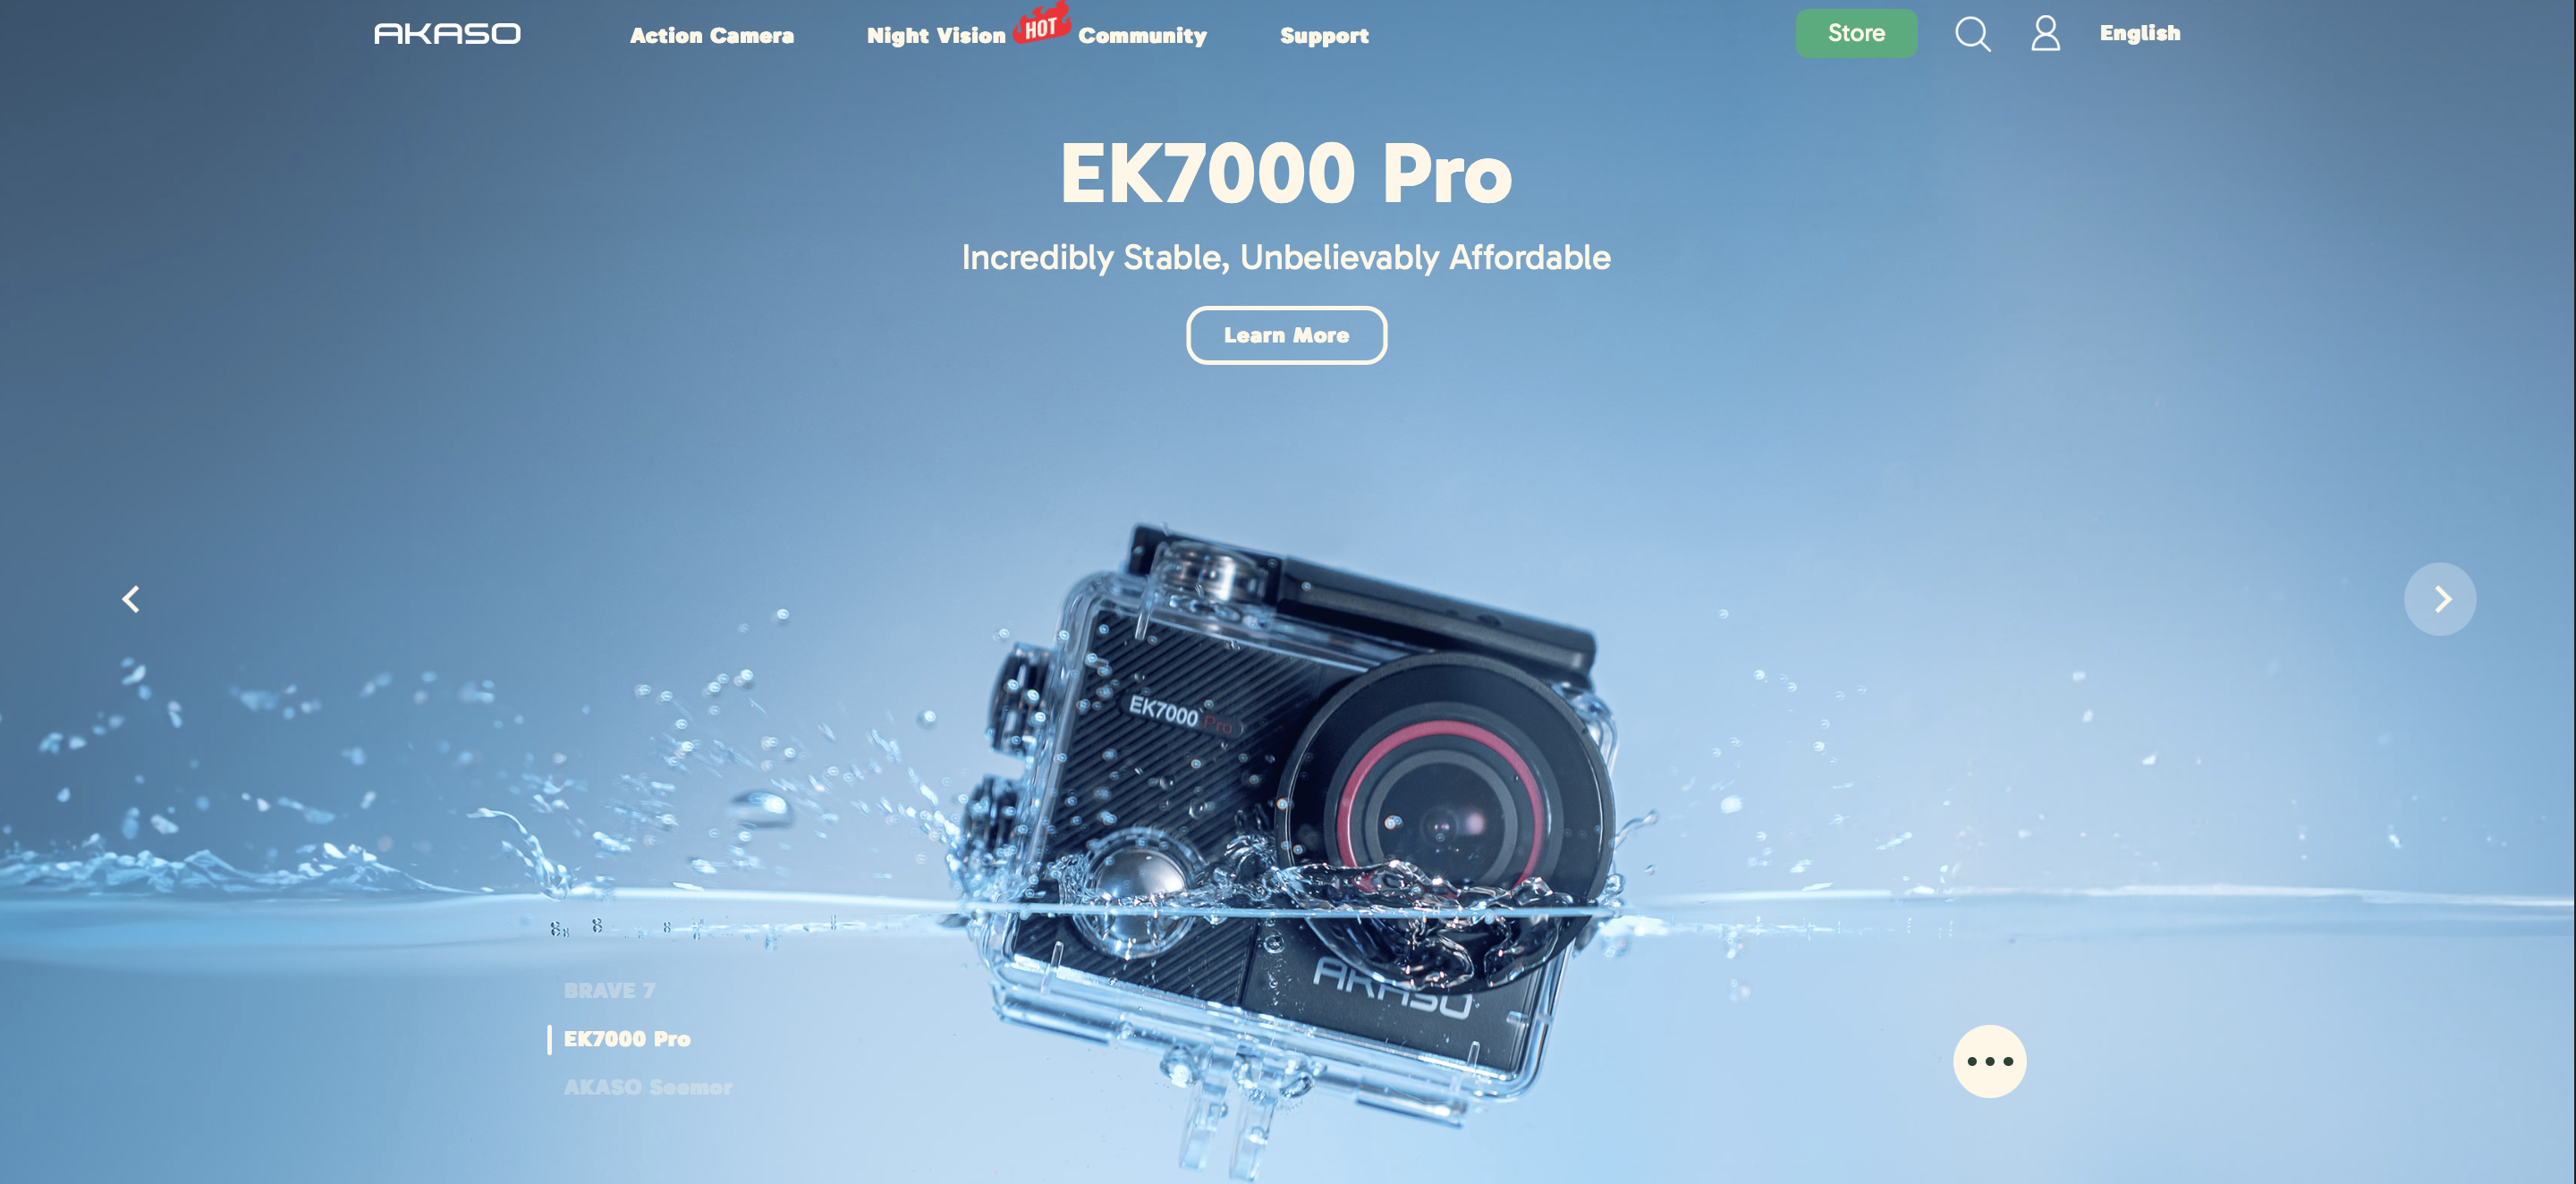 AKASO
Action Camera
Night Vision
HOT
Community
Support
Store
English
EK7000 Pro
Incredibly Stable, Unbelievably Affordable
Learn More
EK7000 Pro
AKASO
BRAVE 7
EK7000 Pro
AKASO Seemor